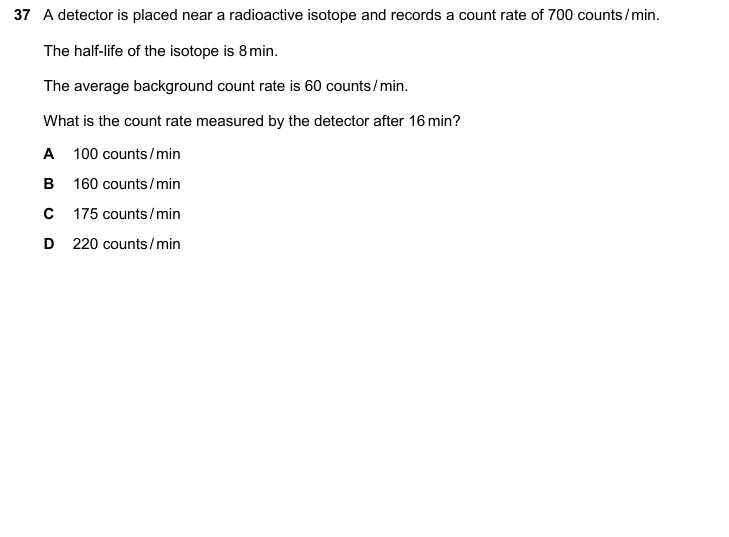 37 A detector is placed near a radioactive isotope and records a count rate of 700 counts/min.
The half-life of the isotope is 8 min.
The average background count rate is 60 counts/min.
What is the count rate measured by the detector after 16 min?
A 100 counts/min
B 160 counts/min
C 175 counts/min
D 220 counts/min